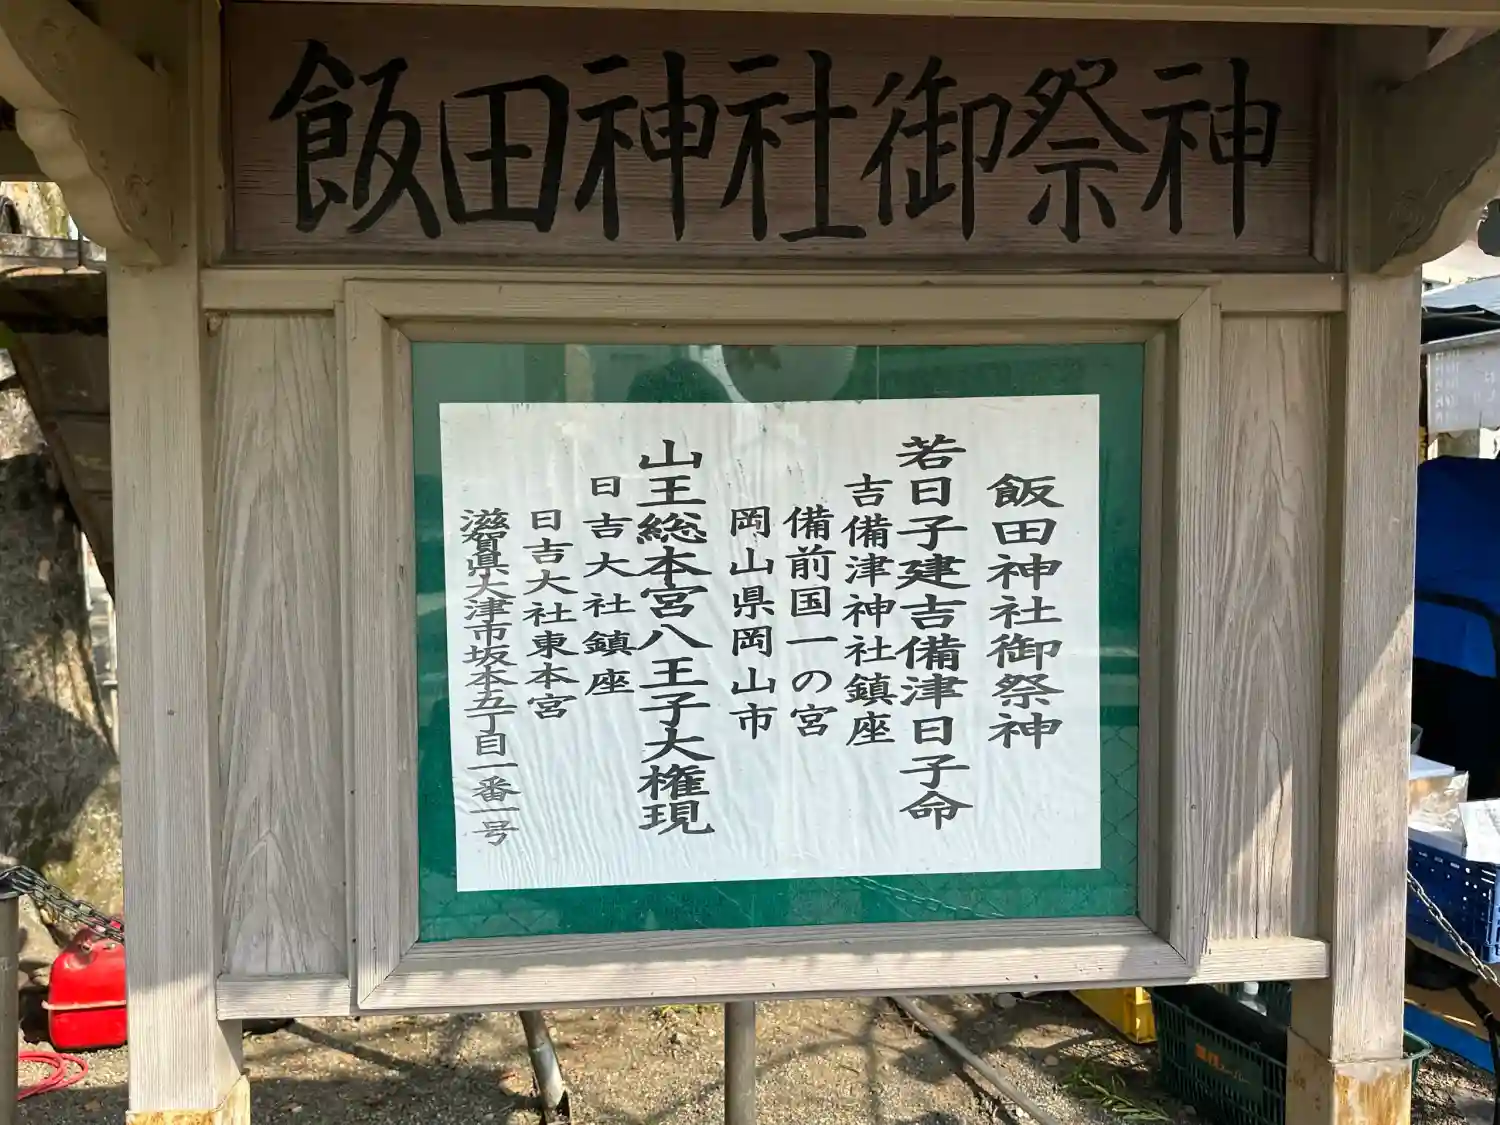 飯田神社御祭神
飯田神社御祭神
若日子建吉備津日子命
吉備津神社鎮座
備前国一の宮
岡山県岡山市
山王総本宮八王子大権現
日吉大社鎮座
日吉大社東本宮
滋賀県大津市坂本五丁目一番一号